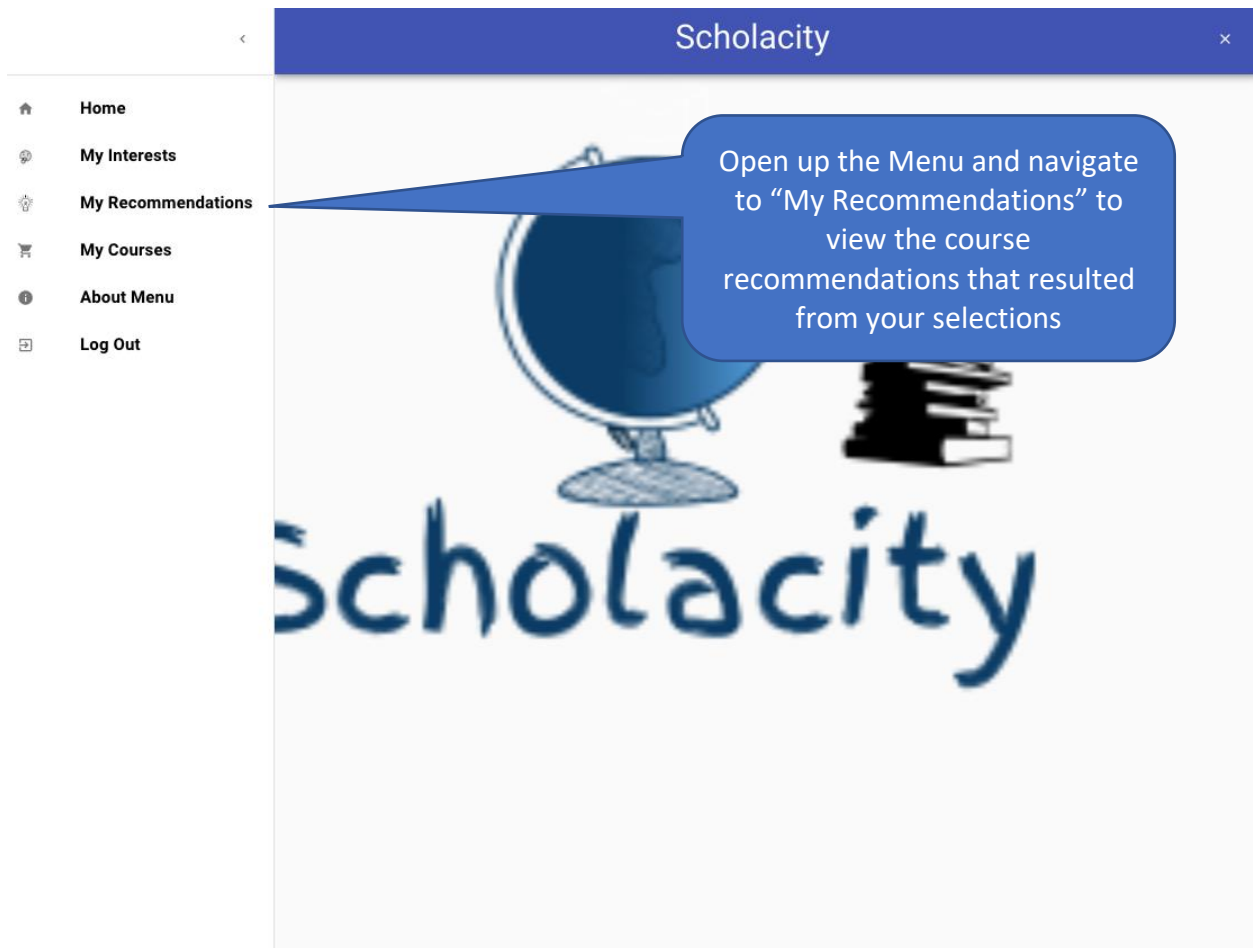 Scholacity
Home
My Interests
My Recommendations
My Courses
About Menu
Log Out
Open up the Menu and navigate
to “My Recommendations” to
view the course
recommendations that resulted
from your selections
Scholacity